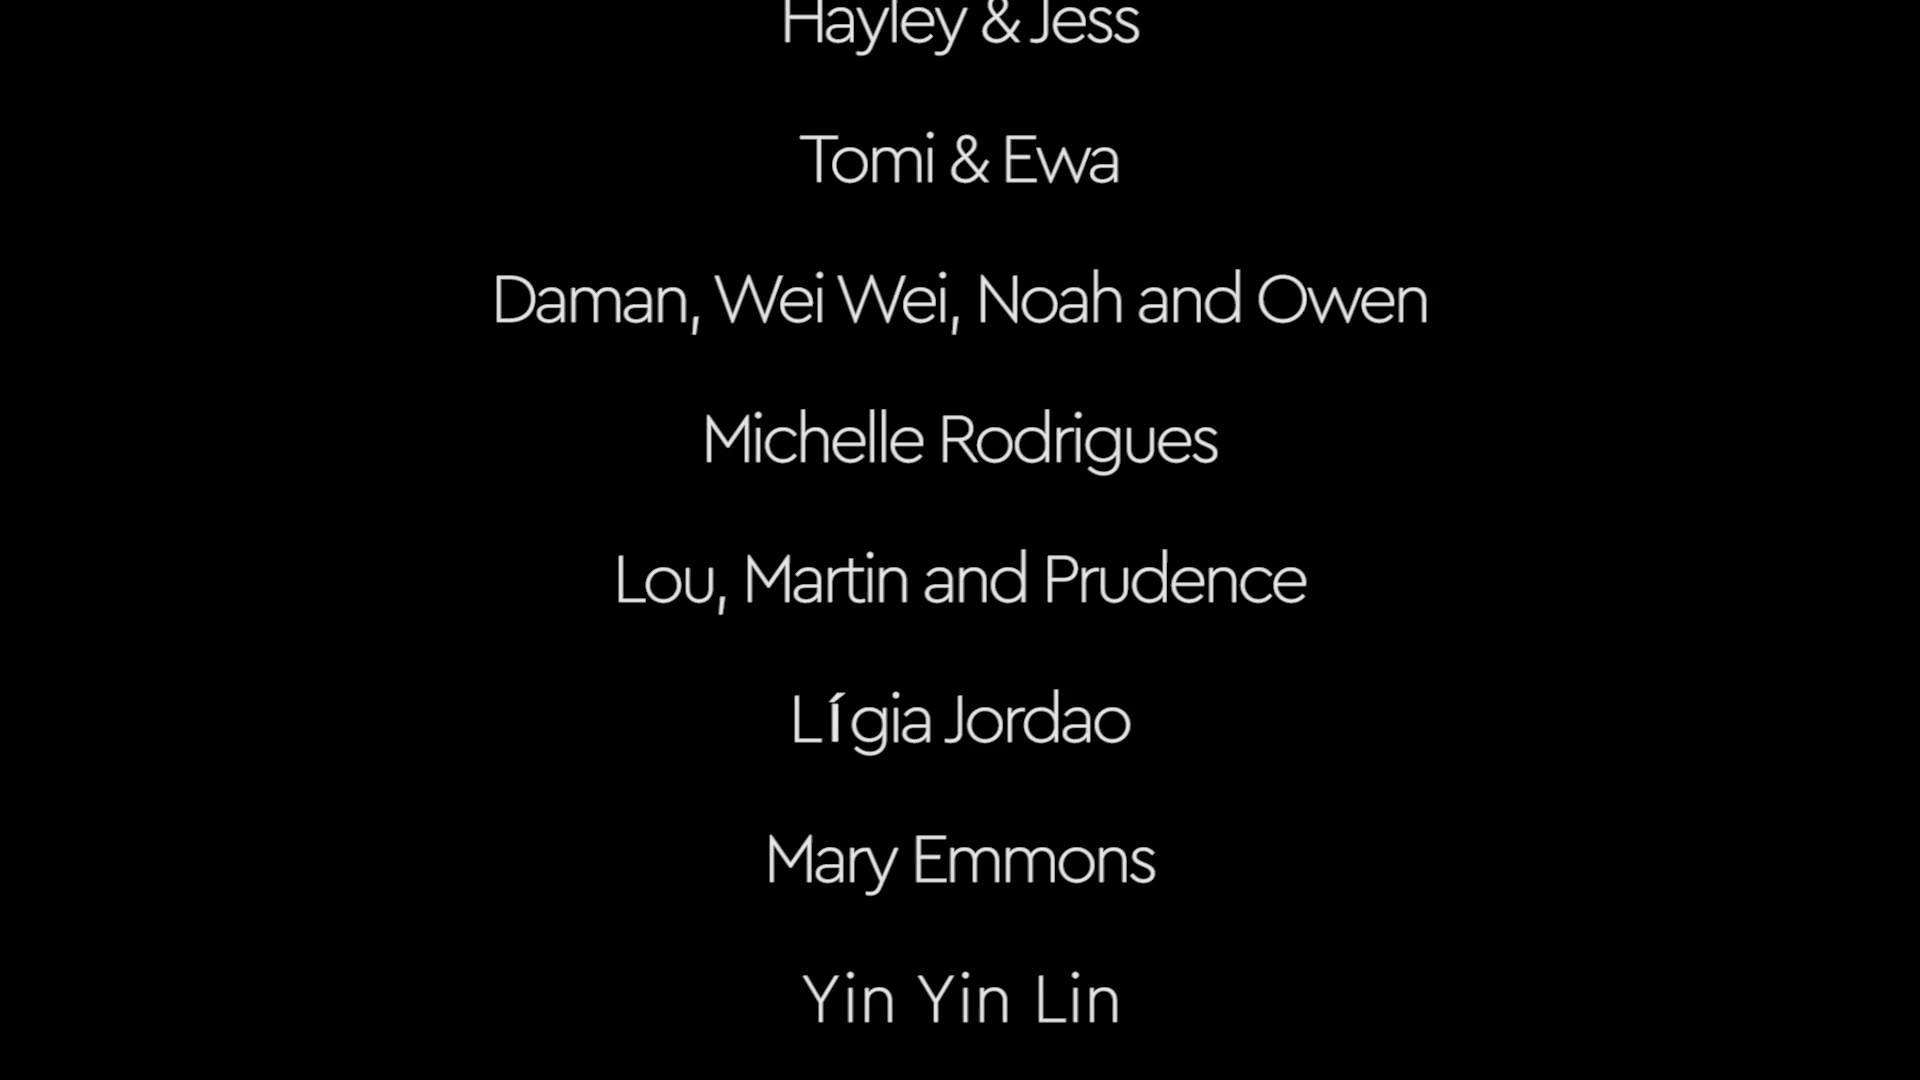 Hayley & Jess
Tomi & Ewa
Daman, Wei Wei, Noah and Owen
Michelle Rodrigues
Lou, Martin and Prudence
Lígia Jordao
Mary Emmons
Yin Yin Lin